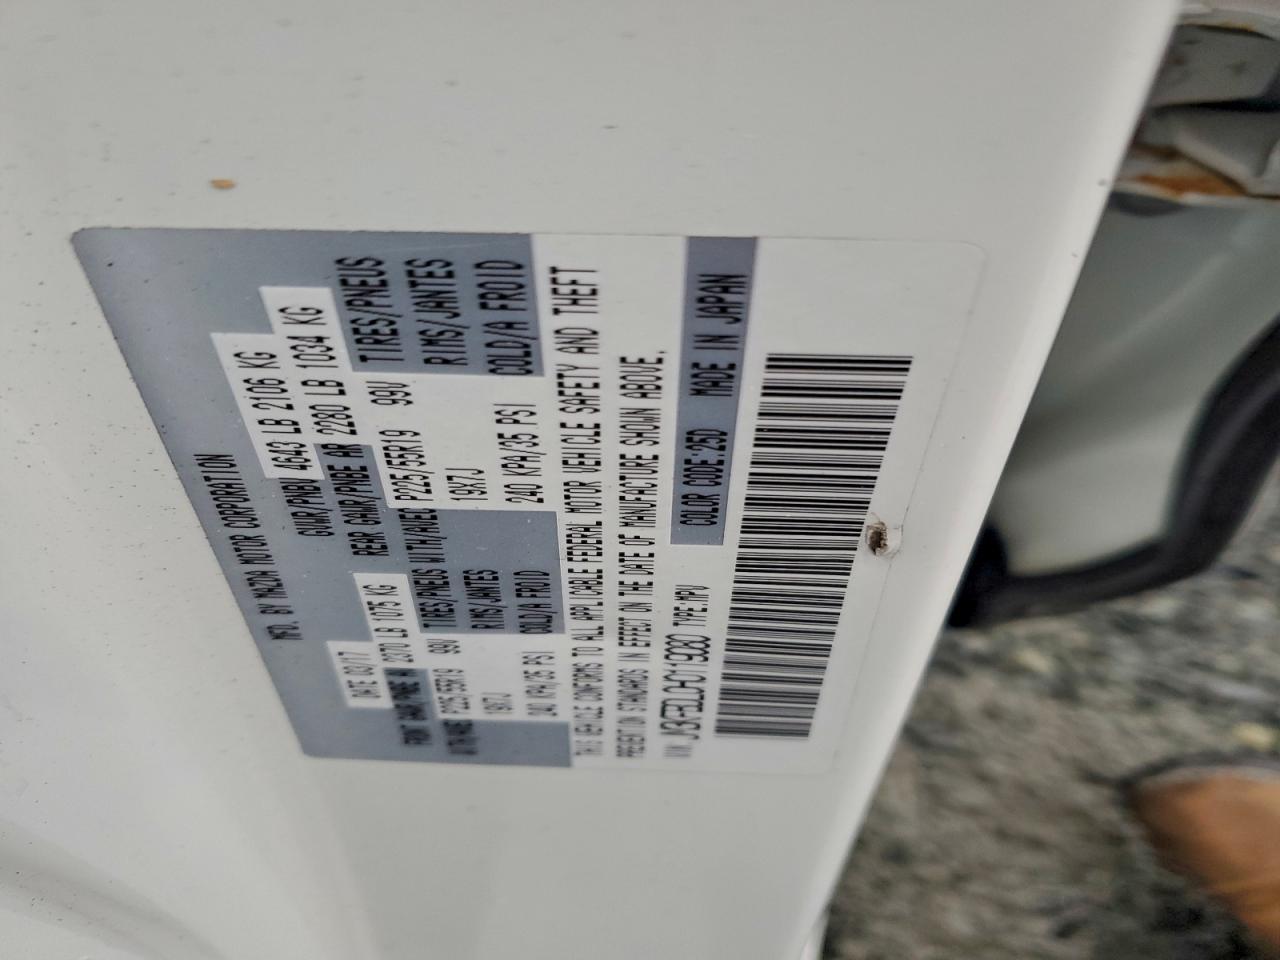 MFD. BY MAZDA MOTOR CORPORATION
DATE 03/17 GVWR/PNBV 4643 LB 2106 KG
2370 LB 1075 KG REAR GAWR/PNBE AR 2280 LB 1034 KG
P225/55R19 99V TIRES/PNEUS WITH/AVEC P225/55R19 99V TIRES/PNEUS
19X7J RIMS/JANTES 19X7J RIMS/JANTES
240 KPA/35 PSI COLD/A FROID 240 KPA/35 PSI COLD/A FROID
THIS VEHICLE CONFORMS TO ALL APPLICABLE FEDERAL MOTOR VEHICLE SAFETY AND THEFT
PREVENTION STANDARDS IN EFFECT ON THE DATE OF MANUFACTURE SHOWN ABOVE.
VIN TYPE:MPV COLOR CODE:25D MADE IN JAPAN